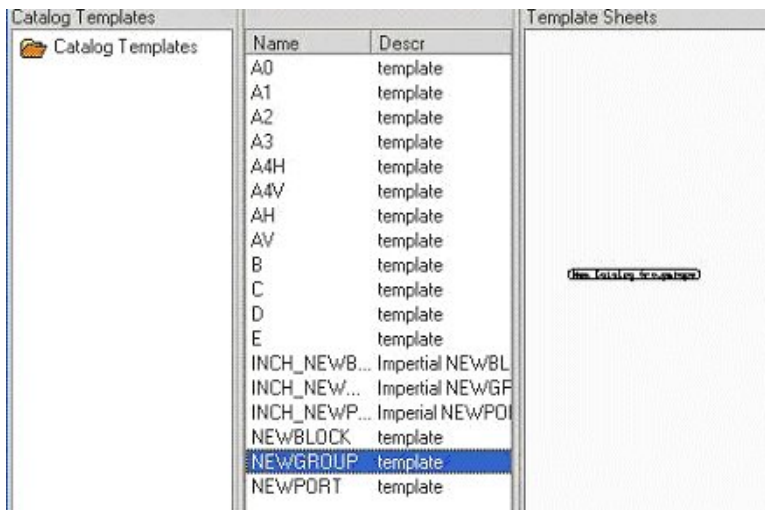 Catalog Templates
Template Sheets
Catalog Templates
Name Descr
A0 template
A1 template
A2 template
A3 template
A4H template
A4V template
AH template
AV template
B template
C template
D template
E template
INCH_NEWB... Impertial NEWBL
INCH_NEW... Impertial NEWGF
INCH_NEWP... Imperial NEWPOI
NEWBLOCK template
NEWGROUP template
NEWPORT template